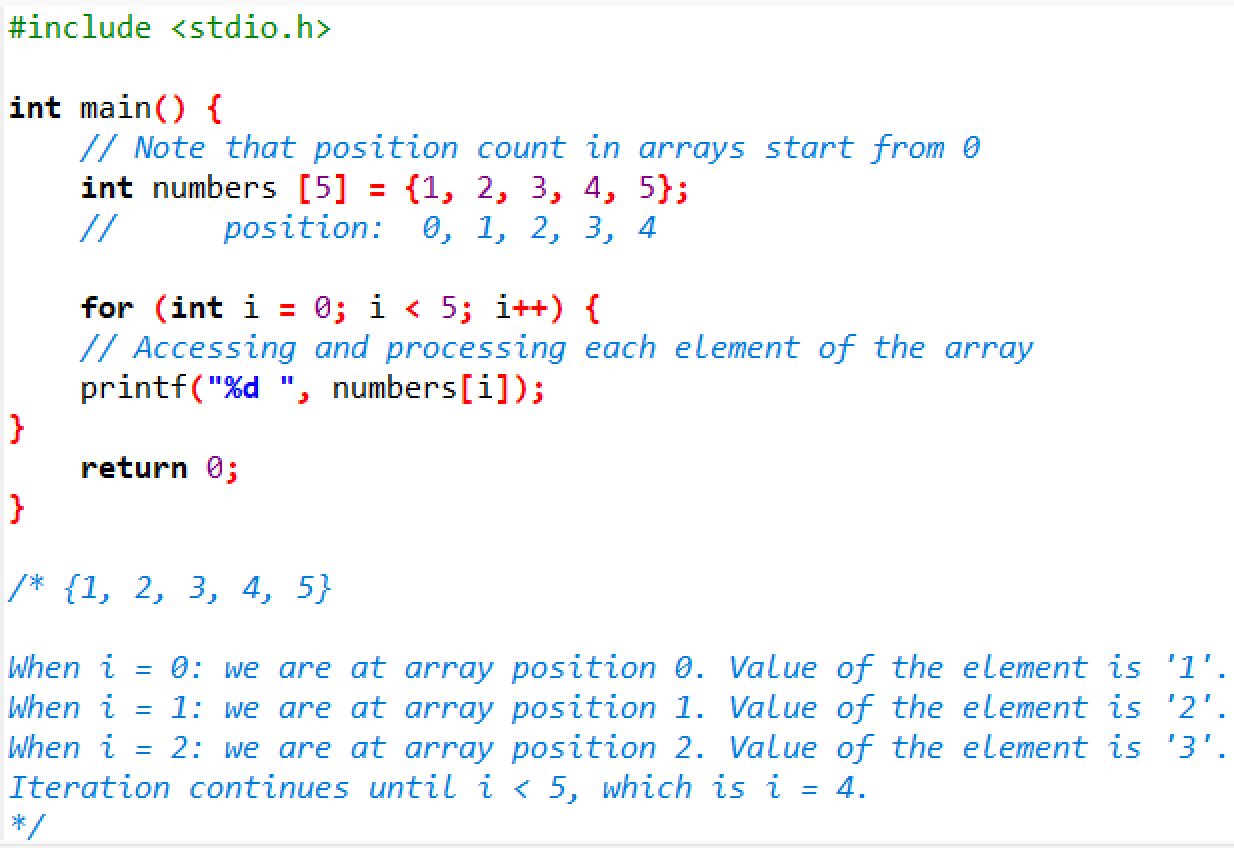 #include <stdio.h>

int main() {
    // Note that position count in arrays start from 0
    int numbers [5] = {1, 2, 3, 4, 5};
    //      position:  0, 1, 2, 3, 4

    for (int i = 0; i < 5; i++) {
    // Accessing and processing each element of the array
    printf("%d ", numbers[i]);
}
    return 0;
}

/* {1, 2, 3, 4, 5}

When i = 0: we are at array position 0. Value of the element is '1'.
When i = 1: we are at array position 1. Value of the element is '2'.
When i = 2: we are at array position 2. Value of the element is '3'.
Iteration continues until i < 5, which is i = 4.
*/